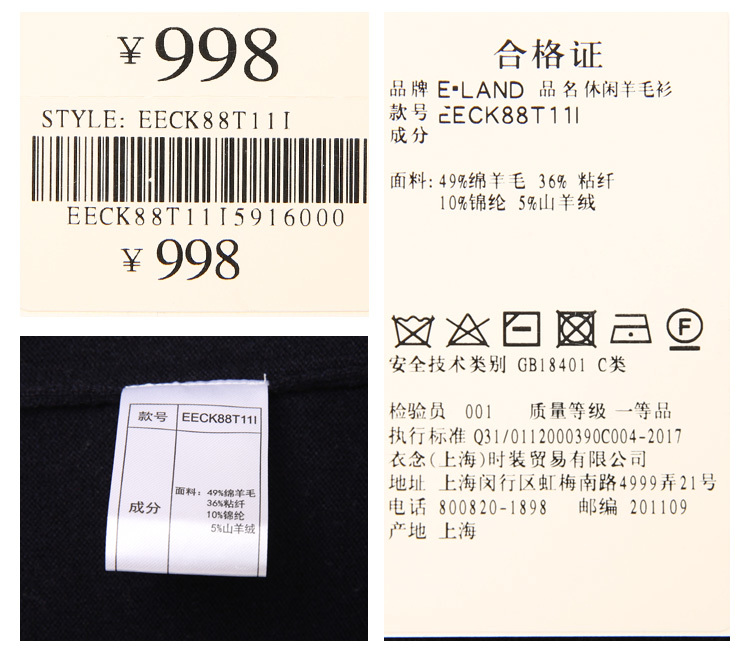 ¥998
STYLE: EECK88T11I
EECK88T11I5916000
¥998
款号 EECK88T11I
成分
面料: 49%绵羊毛
36%粘纤
10%锦纶
5%山羊绒
合格证
品牌 E·LAND 品名 休闲羊毛衫
款号 EECK88T11I
成分
面料: 49%绵羊毛 36% 粘纤
10%锦纶 5%山羊绒
F
安全技术类别 GB18401 C类
检验员 001 质量等级 一等品
执行标准 Q31/0112000390C004-2017
衣念(上海)时装贸易有限公司
地址 上海闵行区虹梅南路4999弄21号
电话 800820-1898 邮编 201109
产地 上海